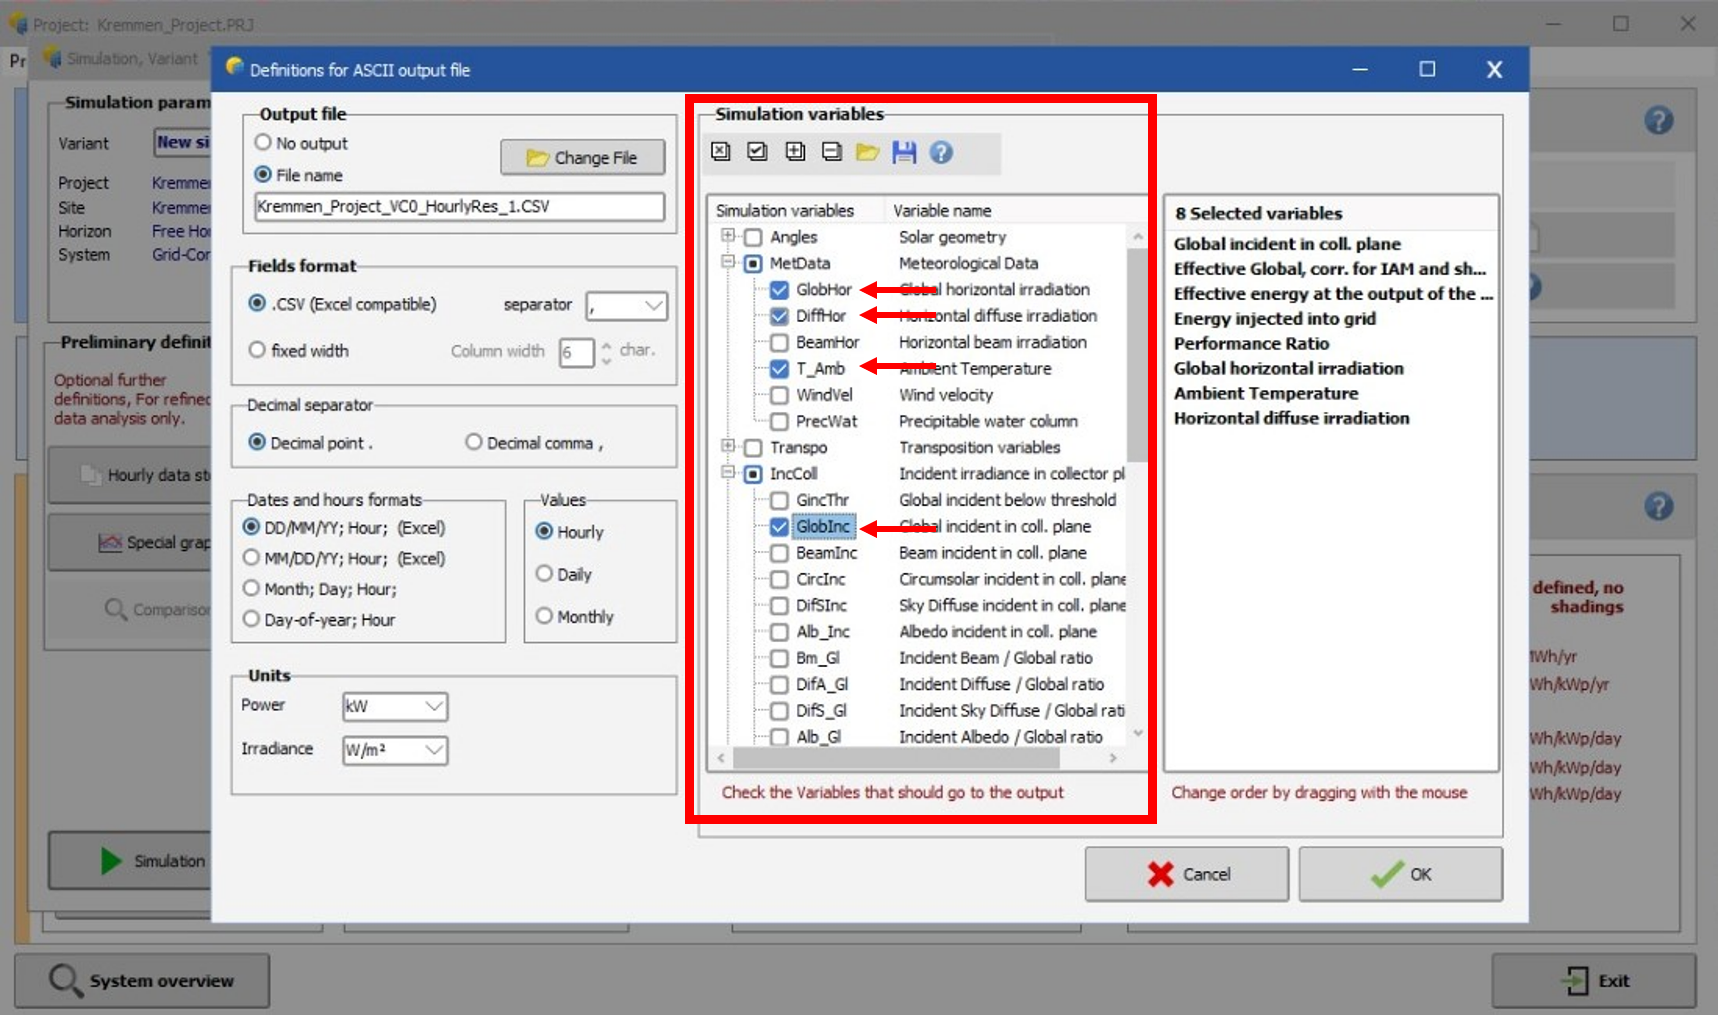 Project: Kremmen_Project.PRJ
Pr
Simulation, Variant
Definitions for ASCII output file
Simulation param
Variant
New si
Project
Kremme
Site
Kremme
Horizon
Free Ho
System
Grid-Cor
Preliminary definit
Optional further
definitions, For refined
data analysis only.
Hourly data st
Special grap
Comparison
Simulation
System overview
Output file
No output
File name
Change File
Kremmen_Project_VC0_HourlyRes_1.CSV
Fields format
.CSV (Excel compatible)
separator
,
fixed width
Column width
6
char.
Decimal separator
Decimal point .
Decimal comma ,
Dates and hours formats
DD/MM/YY; Hour; (Excel)
MM/DD/YY; Hour; (Excel)
Month; Day; Hour;
Day-of-year; Hour
Values
Hourly
Daily
Monthly
Units
Power
kW
Irradiance
W/m²
Simulation variables
Simulation variables Variable name
Angles Solar geometry
MetData Meteorological Data
GlobHor Global horizontal irradiation
DiffHor Horizontal diffuse irradiation
BeamHor Horizontal beam irradiation
T_Amb Ambient Temperature
WindVel Wind velocity
PrecWat Precipitable water column
Transpo Transposition variables
IncColl Incident irradiance in collector pl
GincThr Global incident below threshold
GlobInc Global incident in coll. plane
BeamInc Beam incident in coll. plane
CircInc Circumsolar incident in coll. plane
DifSInc Sky Diffuse incident in coll. plane
Alb_Inc Albedo incident in coll. plane
Bm_Gl Incident Beam / Global ratio
DifA_Gl Incident Diffuse / Global ratio
DifS_Gl Incident Sky Diffuse / Global rati
Alb_Gl Incident Albedo / Global ratio
Check the Variables that should go to the output
8 Selected variables
Global incident in coll. plane
Effective Global, corr. for IAM and sh...
Effective energy at the output of the ...
Energy injected into grid
Performance Ratio
Global horizontal irradiation
Ambient Temperature
Horizontal diffuse irradiation
Change order by dragging with the mouse
Cancel
OK
defined, no
shadings
Wh/yr
Wh/kWp/yr
Wh/kWp/day
Wh/kWp/day
Wh/kWp/day
Exit